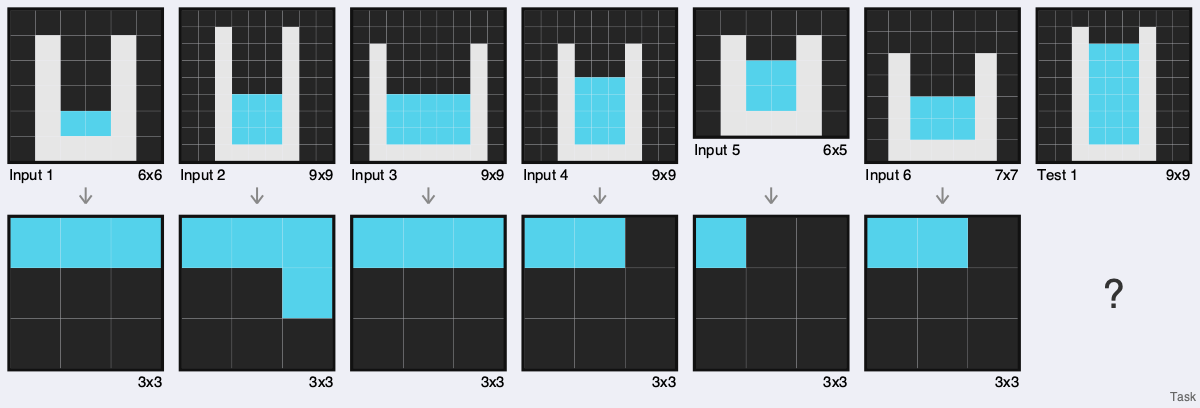 Input 1 6x6
Input 2 9x9
Input 3 9x9
Input 4 9x9
Input 5 6x5
Input 6 7x7
Test 1 9x9
?
3x3
3x3
3x3
3x3
3x3
3x3
Task